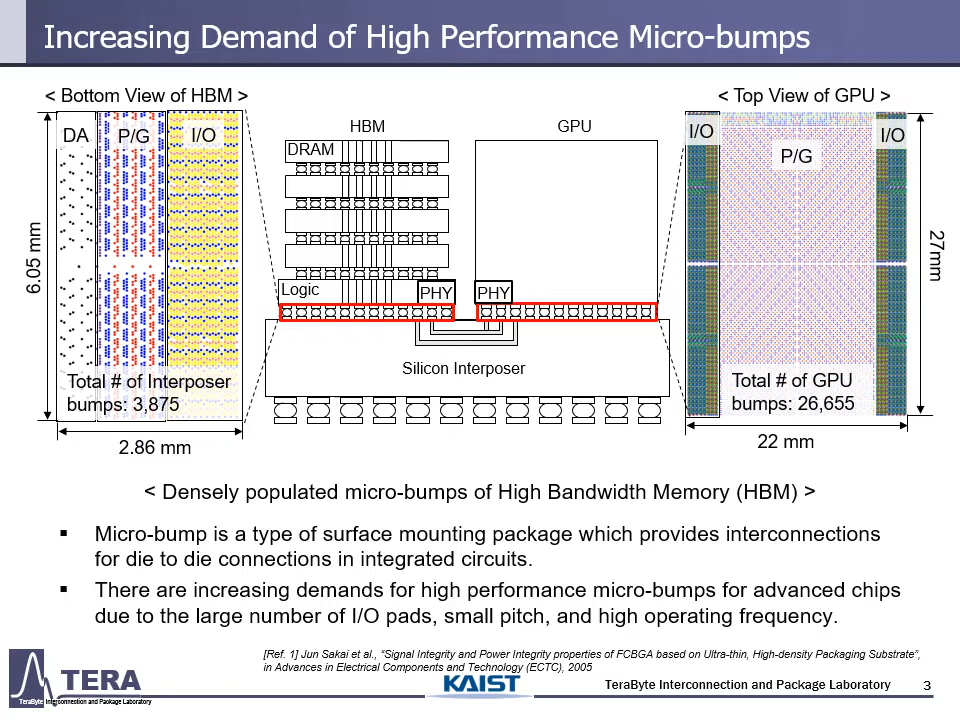 Increasing Demand of High Performance Micro-bumps
< Bottom View of HBM >
DA
P/G
I/O
6.05 mm
Total # of Interposer
bumps: 3,875
2.86 mm
HBM
GPU
DRAM
Logic
PHY
PHY
Silicon Interposer
< Top View of GPU >
I/O
P/G
I/O
27mm
Total # of GPU
bumps: 26,655
22 mm
< Densely populated micro-bumps of High Bandwidth Memory (HBM) >
▪ Micro-bump is a type of surface mounting package which provides interconnections
for die to die connections in integrated circuits.
▪ There are increasing demands for high performance micro-bumps for advanced chips
due to the large number of I/O pads, small pitch, and high operating frequency.
[Ref. 1] Jun Sakai et al., “Signal Integrity and Power Integrity properties of FCBGA based on Ultra-thin, High-density Packaging Substrate”,
in Advances in Electrical Components and Technology (ECTC), 2005
TERA
TeraByte Interconnection and Package Laboratory
KAIST
TeraByte Interconnection and Package Laboratory
3